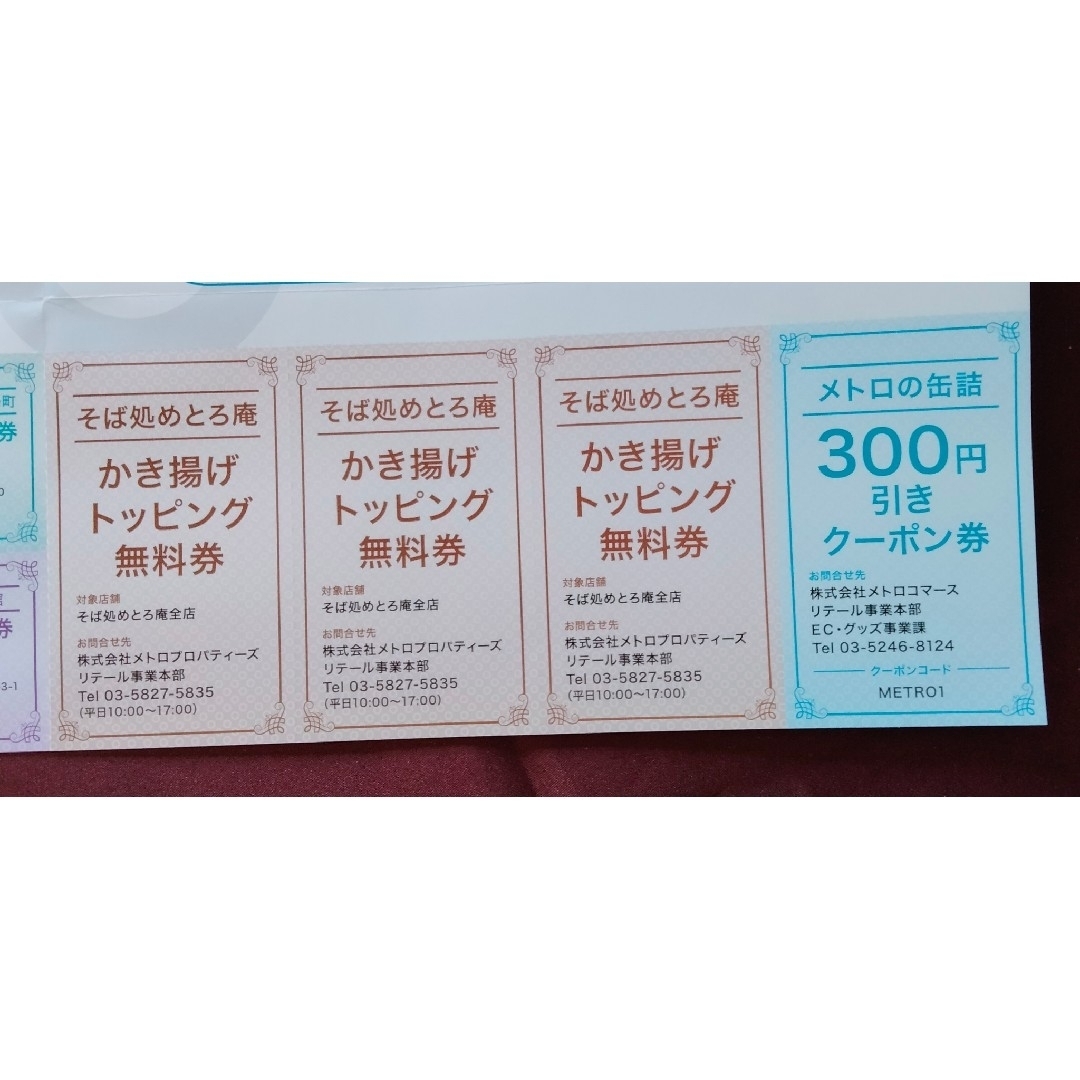 町
券
0
券
3-1
そば処めとろ庵
かき揚げ
トッピング
無料券
対象店舗
そば処めとろ庵全店
お問合せ先
株式会社メトロプロパティーズ
リテール事業本部
Tel 03-5827-5835
(平日10:00〜17:00)
そば処めとろ庵
かき揚げ
トッピング
無料券
対象店舗
そば処めとろ庵全店
お問合せ先
株式会社メトロプロパティーズ
リテール事業本部
Tel 03-5827-5835
(平日10:00〜17:00)
そば処めとろ庵
かき揚げ
トッピング
無料券
対象店舗
そば処めとろ庵全店
お問合せ先
株式会社メトロプロパティーズ
リテール事業本部
Tel 03-5827-5835
(平日10:00〜17:00)
メトロの缶詰
300円
引き
クーポン券
お問合せ先
株式会社メトロコマース
リテール事業本部
EC・グッズ事業課
Tel 03-5246-8124
クーポンコード
METRO1